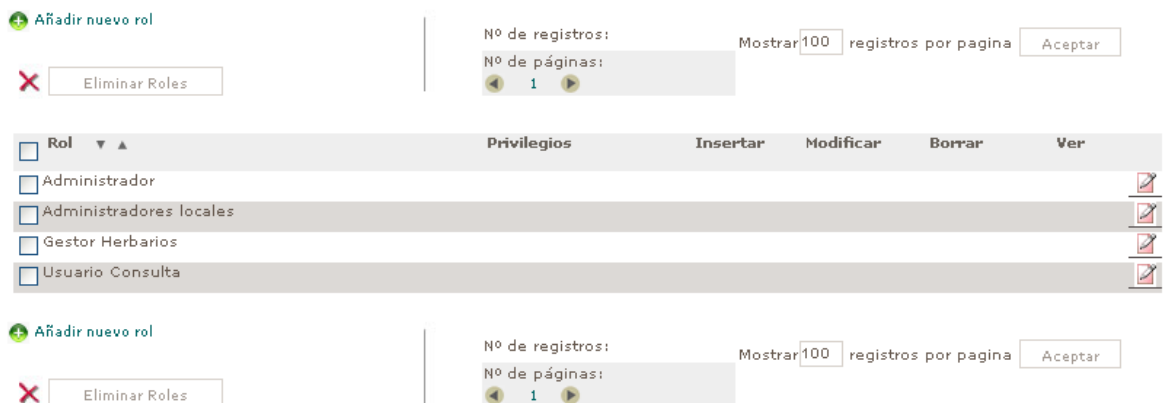 Añadir nuevo rol
Nº de registros:
Mostrar 100 registros por pagina Aceptar
Nº de páginas:
Eliminar Roles
1
Rol ▼ ▲ Privilegios Insertar Modificar Borrar Ver
Administrador
Administradores locales
Gestor Herbarios
Usuario Consulta
Añadir nuevo rol
Nº de registros:
Mostrar 100 registros por pagina Aceptar
Nº de páginas:
Eliminar Roles
1